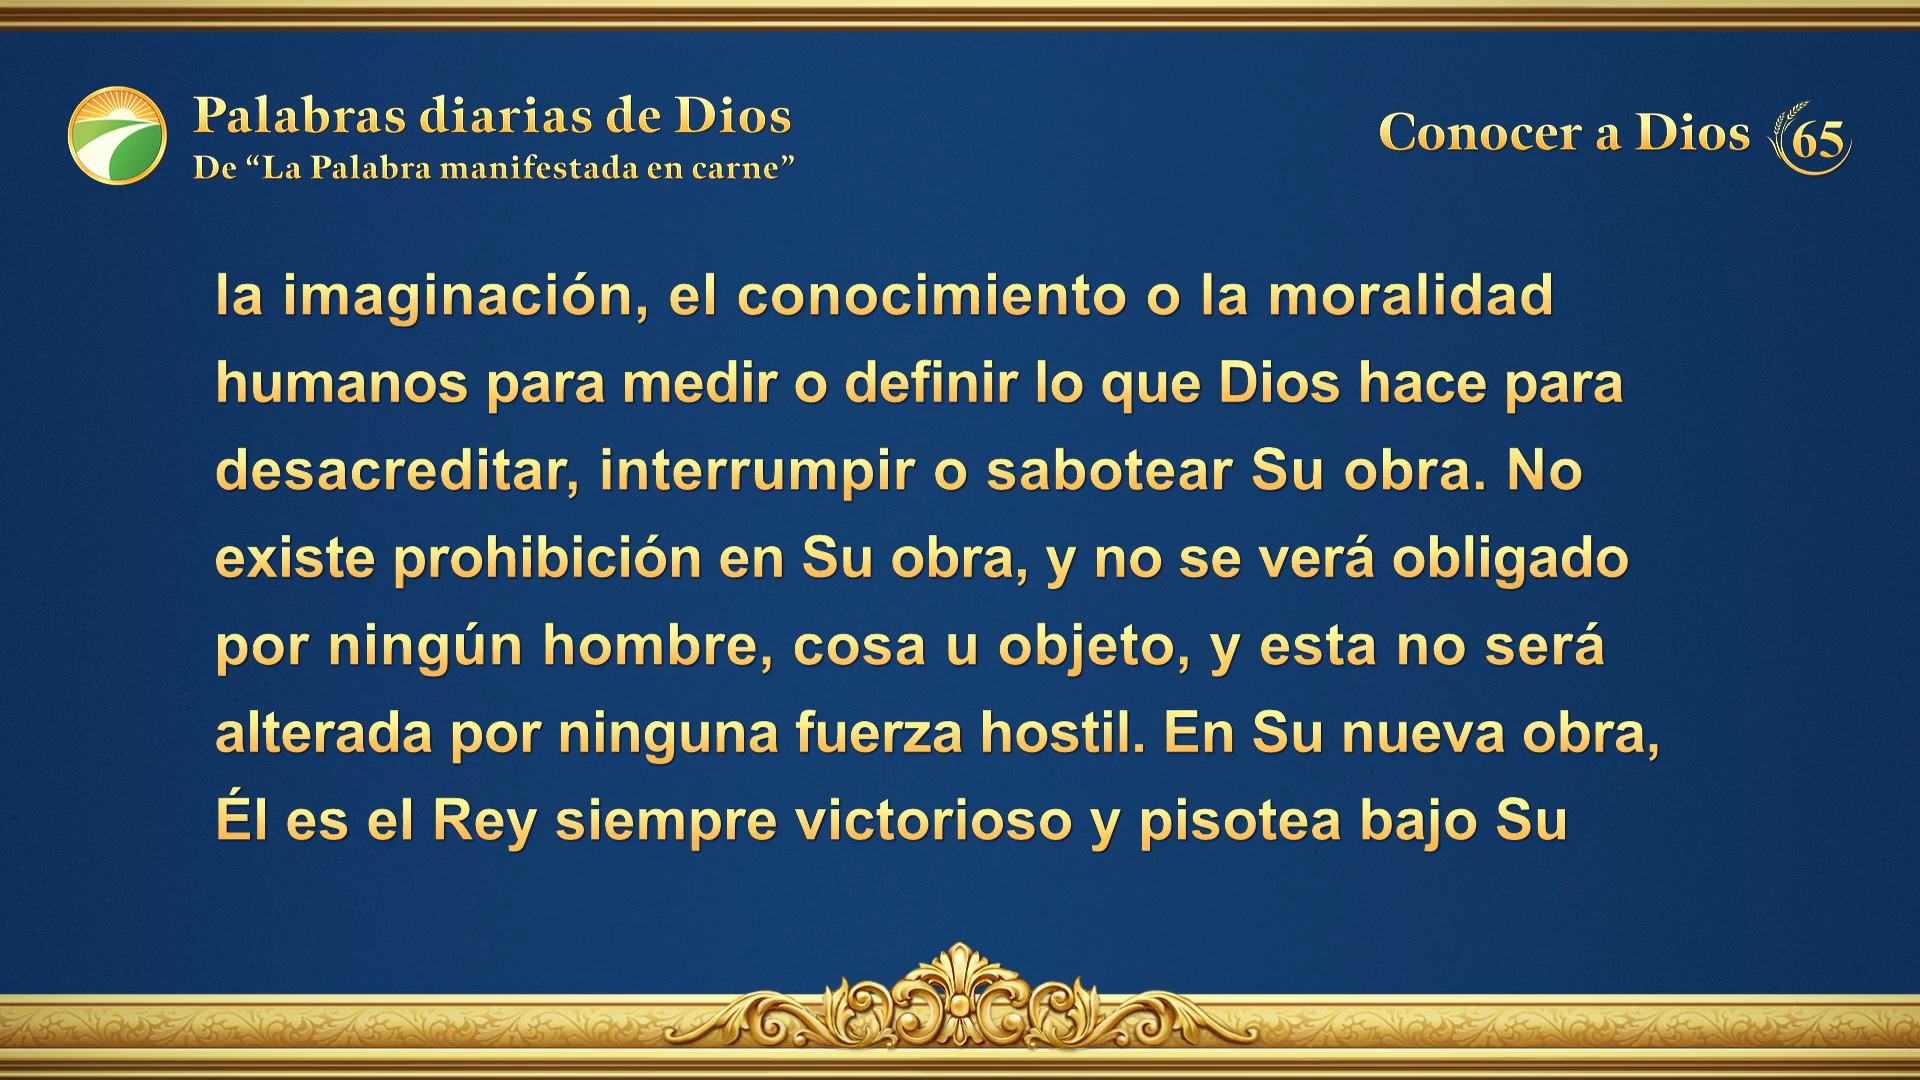 Palabras diarias de Dios
De “La Palabra manifestada en carne”
Conocer a Dios 65
la imaginación, el conocimiento o la moralidad
humanos para medir o definir lo que Dios hace para
desacreditar, interrumpir o sabotear Su obra. No
existe prohibición en Su obra, y no se verá obligado
por ningún hombre, cosa u objeto, y esta no será
alterada por ninguna fuerza hostil. En Su nueva obra,
Él es el Rey siempre victorioso y pisotea bajo Su